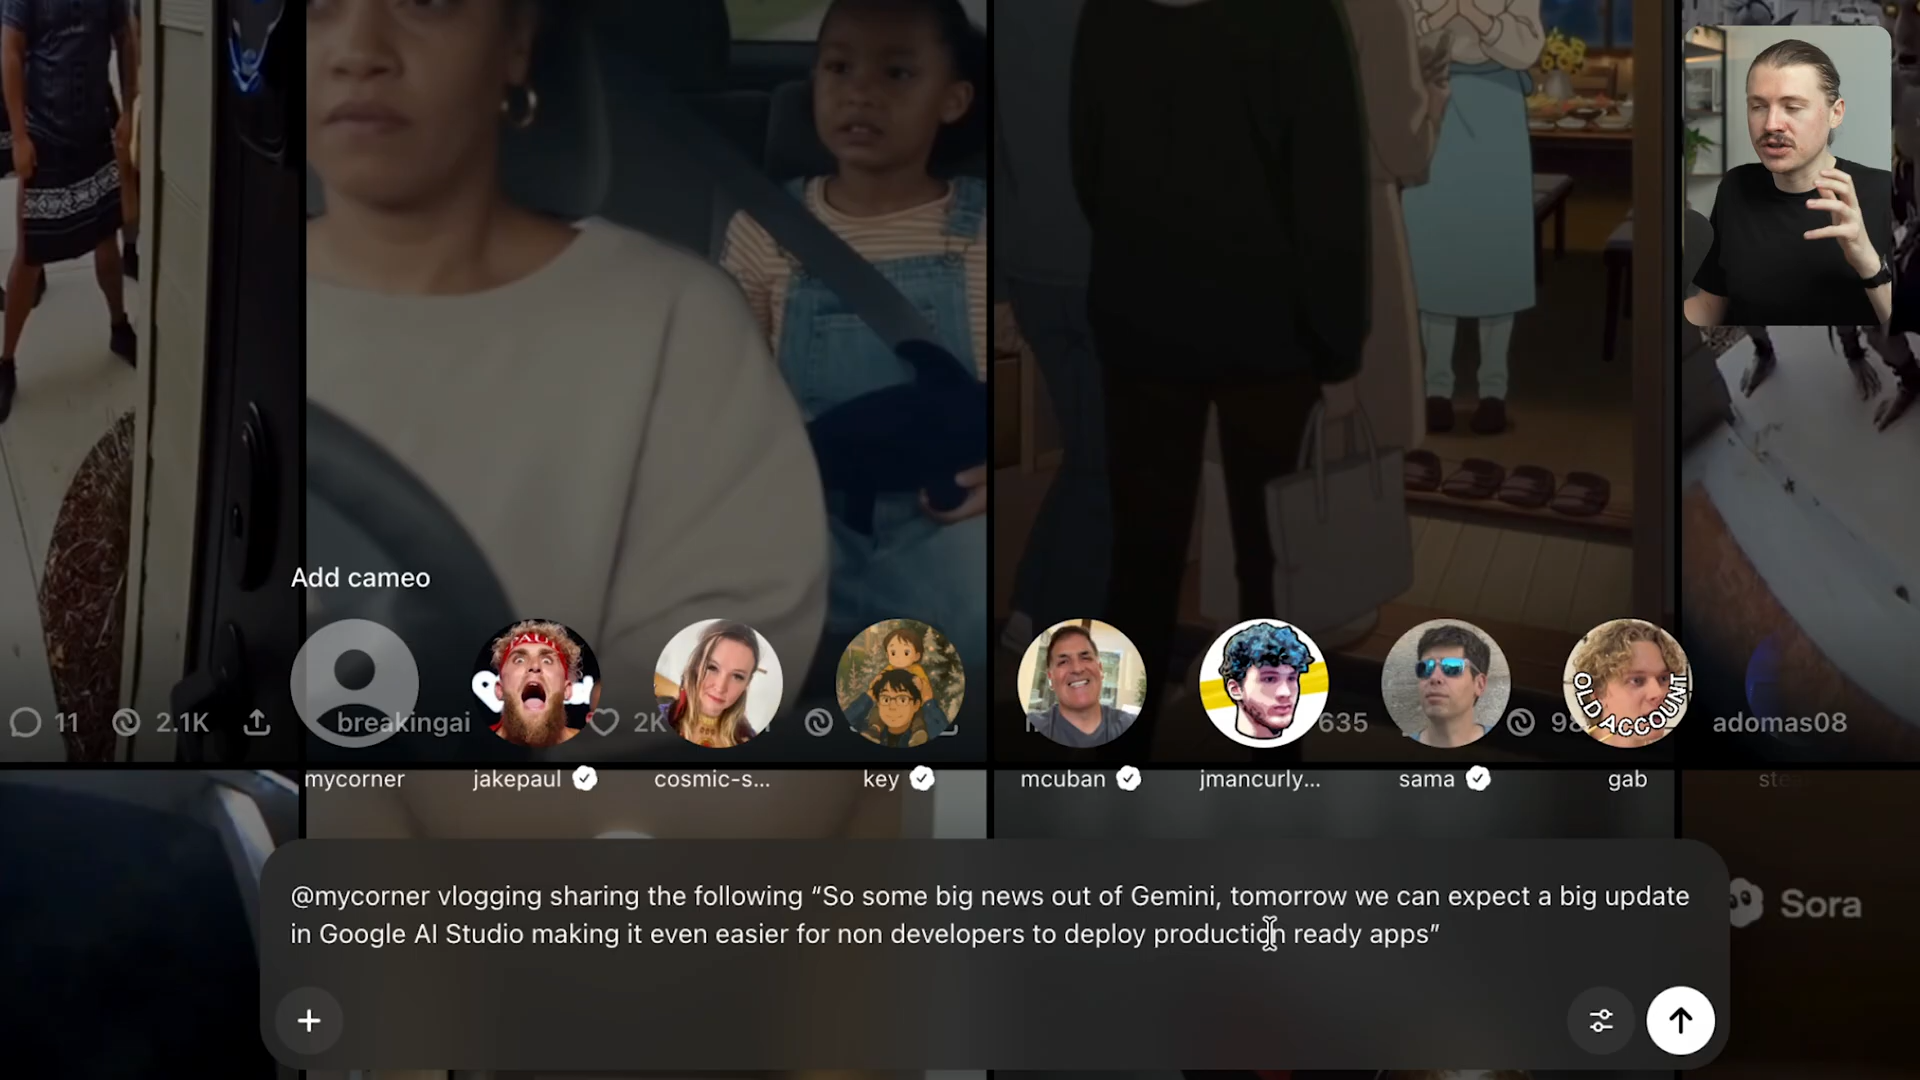 Add cameo
PAUL
OLD ACCOUNT
11
2.1K
breakingai
2K
635
98
adomas08
mycorner
jakepaul
cosmic-s...
key
mcuban
jmancurly...
sama
gab
@mycorner vlogging sharing the following “So some big news out of Gemini, tomorrow we can expect a big update
in Google AI Studio making it even easier for non developers to deploy production ready apps”
Sora